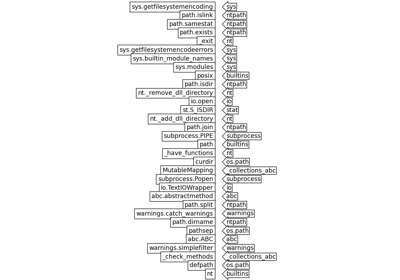 sys.getfilesystemencoding sys
path.islink ntpath
path.samestat ntpath
path.exists ntpath
_exit nt
sys.getfilesystemencodeerrors sys
sys.builtin_module_names sys
sys.modules sys
posix builtins
path.isdir ntpath
nt._remove_dll_directory nt
io.open io
st.S_ISDIR stat
nt._add_dll_directory nt
path.join ntpath
subprocess.PIPE subprocess
path builtins
_have_functions nt
curdir os.path
MutableMapping _collections_abc
subprocess.Popen subprocess
io.TextIOWrapper io
abc.abstractmethod abc
path.split ntpath
warnings.catch_warnings warnings
path.dirname ntpath
pathsep os.path
abc.ABC abc
warnings.simplefilter warnings
_check_methods _collections_abc
defpath os.path
nt builtins